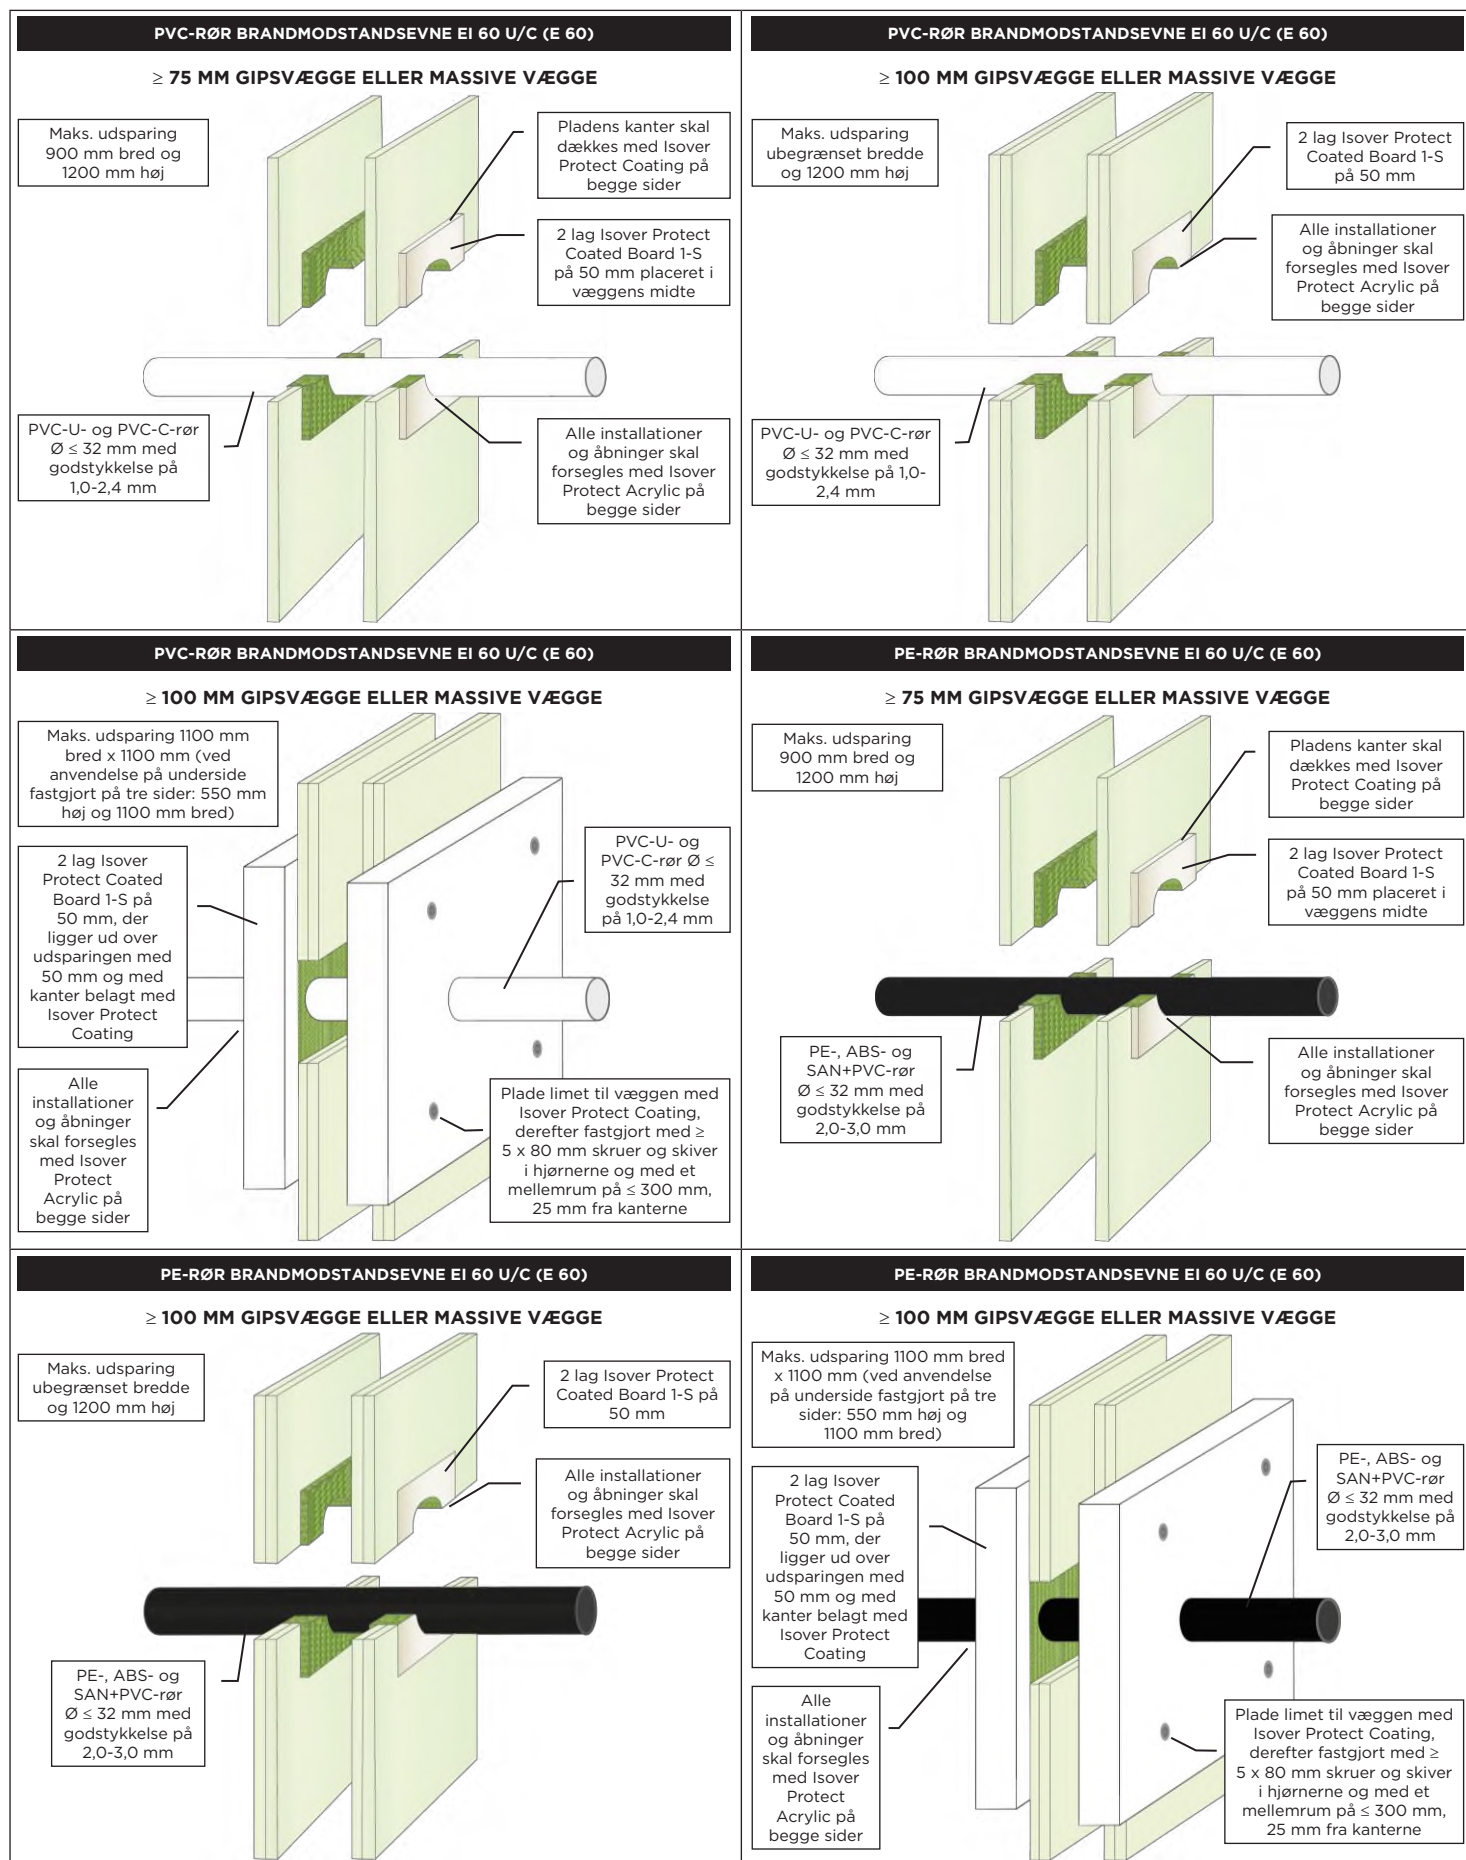 PVC-RØR BRANDMODSTANDSEVNE EI 60 U/C (E 60)
≥ 75 MM GIPSVÆGGE ELLER MASSIVE VÆGGE
Maks. udsparing
900 mm bred og
1200 mm høj
Pladens kanter skal
dækkes med Isover
Protect Coating på
begge sider
2 lag Isover Protect
Coated Board 1-S
på 50 mm placeret i
væggens midte
PVC-U- og PVC-C-rør
Ø ≤ 32 mm med
godstykkelse på
1,0-2,4 mm
Alle installationer
og åbninger skal
forsegles med Isover
Protect Acrylic på
begge sider
PVC-RØR BRANDMODSTANDSEVNE EI 60 U/C (E 60)
≥ 100 MM GIPSVÆGGE ELLER MASSIVE VÆGGE
Maks. udsparing
ubegrænset bredde
og 1200 mm høj
2 lag Isover Protect
Coated Board 1-S
på 50 mm
Alle installationer
og åbninger skal
forsegles med Isover
Protect Acrylic på
begge sider
PVC-U- og PVC-C-rør
Ø ≤ 32 mm med
godstykkelse på 1,0-
2,4 mm
PVC-RØR BRANDMODSTANDSEVNE EI 60 U/C (E 60)
≥ 100 MM GIPSVÆGGE ELLER MASSIVE VÆGGE
Maks. udsparing 1100 mm
bred x 1100 mm (ved
anvendelse på underside
fastgjort på tre sider: 550 mm
høj og 1100 mm bred)
2 lag Isover
Protect Coated
Board 1-S på
50 mm, der
ligger ud over
udsparingen med
50 mm og med
kanter belagt med
Isover Protect
Coating
Alle
installationer
og åbninger
skal forsegles
med Isover
Protect
Acrylic på
begge sider
PVC-U- og
PVC-C-rør Ø ≤
32 mm med
godstykkelse
på 1,0-2,4 mm
Plade limet til væggen med
Isover Protect Coating,
derefter fastgjort med ≥
5 x 80 mm skruer og skiver
i hjørnerne og med et
mellemrum på ≤ 300 mm,
25 mm fra kanterne
PE-RØR BRANDMODSTANDSEVNE EI 60 U/C (E 60)
≥ 75 MM GIPSVÆGGE ELLER MASSIVE VÆGGE
Maks. udsparing
900 mm bred og
1200 mm høj
Pladens kanter skal
dækkes med Isover
Protect Coating på
begge sider
2 lag Isover Protect
Coated Board 1-S
på 50 mm placeret i
væggens midte
PE-, ABS- og
SAN+PVC-rør
Ø ≤ 32 mm med
godstykkelse på
2,0-3,0 mm
Alle installationer
og åbninger skal
forsegles med Isover
Protect Acrylic på
begge sider
PE-RØR BRANDMODSTANDSEVNE EI 60 U/C (E 60)
≥ 100 MM GIPSVÆGGE ELLER MASSIVE VÆGGE
Maks. udsparing
ubegrænset bredde
og 1200 mm høj
2 lag Isover Protect
Coated Board 1-S på
50 mm
Alle installationer
og åbninger skal
forsegles med Isover
Protect Acrylic på
begge sider
PE-, ABS- og
SAN+PVC-rør
Ø ≤ 32 mm med
godstykkelse på
2,0-3,0 mm
PE-RØR BRANDMODSTANDSEVNE EI 60 U/C (E 60)
≥ 100 MM GIPSVÆGGE ELLER MASSIVE VÆGGE
Maks. udsparing 1100 mm bred
x 1100 mm (ved anvendelse
på underside fastgjort på tre
sider: 550 mm høj og
1100 mm bred)
2 lag Isover
Protect Coated
Board 1-S på
50 mm, der
ligger ud over
udsparingen med
50 mm og med
kanter belagt med
Isover Protect
Coating
Alle
installationer
og åbninger
skal forsegles
med Isover
Protect
Acrylic på
begge sider
PE-, ABS- og
SAN+PVC-rør
Ø ≤ 32 mm med
godstykkelse på
2,0-3,0 mm
Plade limet til væggen med
Isover Protect Coating,
derefter fastgjort med ≥
5 x 80 mm skruer og skiver
i hjørnerne og med et
mellemrum på ≤ 300 mm,
25 mm fra kanterne